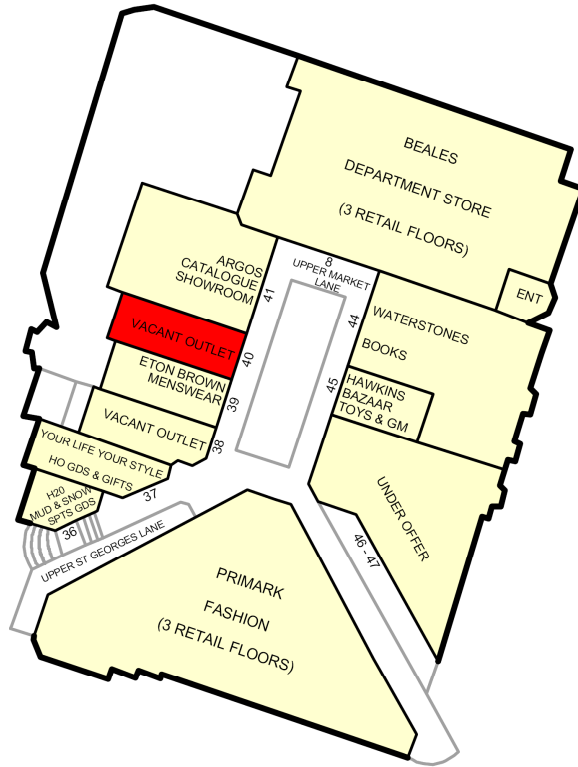 BEALES
DEPARTMENT STORE
(3 RETAIL FLOORS)
ENT
8
UPPER MARKET
LANE
ARGOS
CATALOGUE
SHOWROOM
41
VACANT OUTLET
40
ETON BROWN
MENSWEAR
39
VACANT OUTLET
38
YOUR LIFE YOUR STYLE
HO GDS & GIFTS
37
H20
MUD & SNOW
SPTS GDS
36
UPPER ST GEORGES LANE
44
WATERSTONES
BOOKS
45
HAWKINS
BAZAAR
TOYS & GM
UNDER OFFER
46 - 47
PRIMARK
FASHION
(3 RETAIL FLOORS)